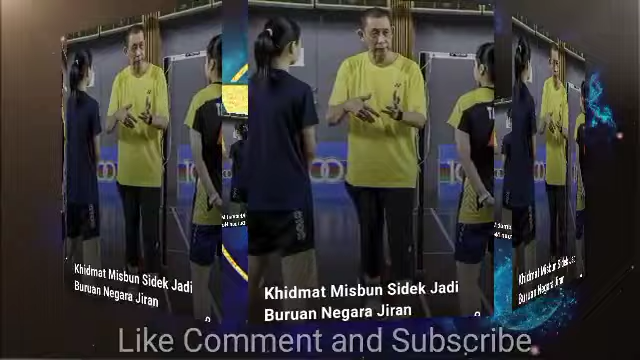 Khidmat Misbun Sidek Jadi
Buruan Negara Jiran
Khidmat Misbun Sidek Jadi
Buruan Negara Jiran
Khidmat Misbun Sidek
Buruan Negara Jiran
Like Comment and Subscribe